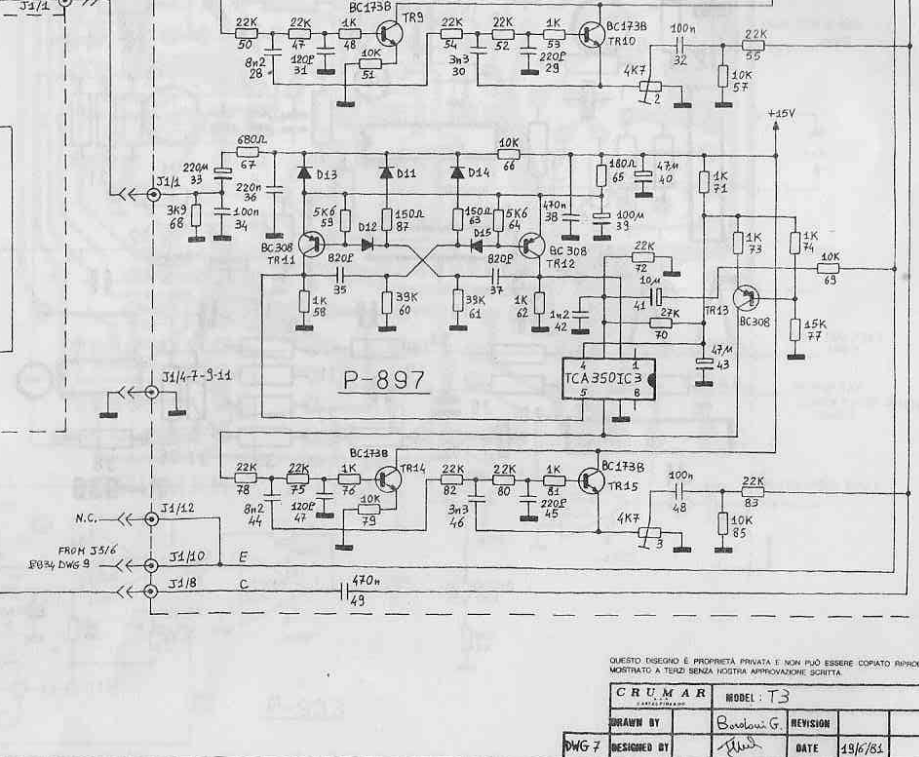 J1/1
22K 50
22K 47
1K 48
BC173B
TR9
22K 54
22K 52
1K 53
BC173B
TR10
8n2 28
120P 31
10K 51
3n3 30
220P 29
4K7 2
100n 32
22K 55
10K 57
+15V
220M 33
680Ω 67
D13
D11
D14
10K 66
180Ω 65
47M 40
1K 71
J1/1
3K9 68
100n 34
220n 36
5K6 59
D12
150Ω 87
150Ω 63
D15
5K6 64
470n 38
100M 39
1K 73
1K 74
BC308
TR11
820P 35
820P 37
BC308
TR12
22K 72
10M 41
10K 69
1K 58
39K 60
39K 61
1K 62
1n2 42
27K 70
TR13
BC308
15K 77
47M 43
4
1
TCA350IC3
5
8
P-897
J1/4-7-9-11
22K 78
22K 75
1K 76
BC173B
TR14
22K 82
22K 80
1K 81
BC173B
TR15
8n2 44
120P 47
10K 79
3n3 46
220P 45
4K7 3
100n 48
22K 83
10K 85
N.C.
J1/12
FROM J5/6
DWG 9
J1/10
E
J1/8
C
470n 49
QUESTO DISEGNO È PROPRIETÀ PRIVATA E NON PUÒ ESSERE COPIATO
MOSTRATO A TERZI SENZA NOSTRA APPROVAZIONE SCRITTA.
CRUMAR
MODEL: T3
DRAWN BY
G.
REVISION
DWG 7
DESIGNED BY
DATE
19/6/81